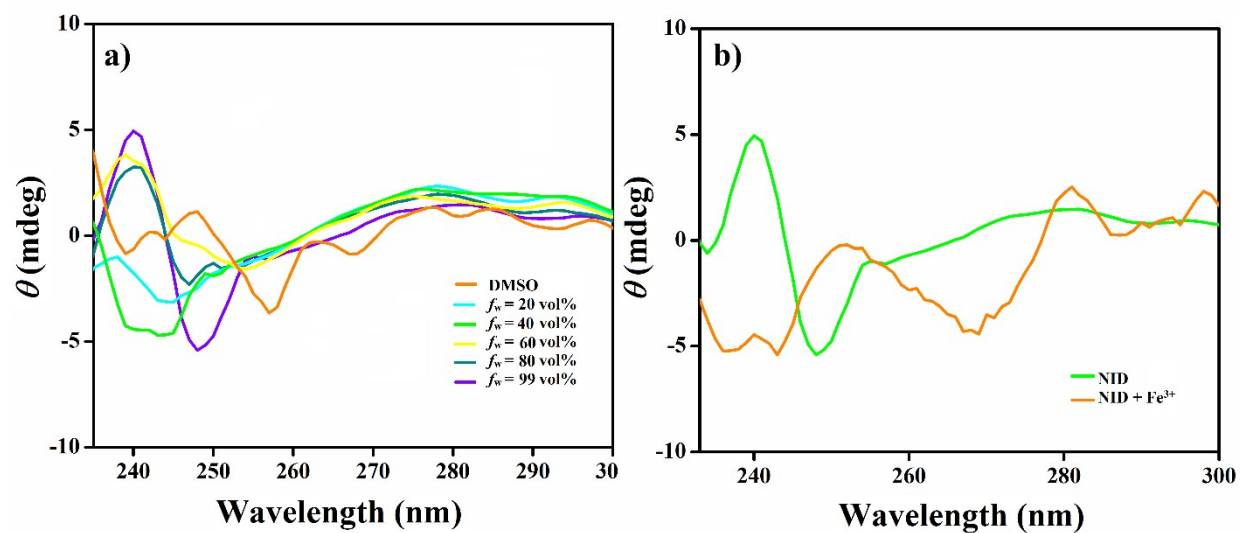 a)
10
5
0
-5
-10
θ (mdeg)
240 250 260 270 280 290 30
Wavelength (nm)
DMSO
fw = 20 vol%
fw = 40 vol%
fw = 60 vol%
fw = 80 vol%
fw = 99 vol%
b)
10
5
0
-5
-10
θ (mdeg)
240 260 280 300
Wavelength (nm)
NID
NID + Fe³⁺